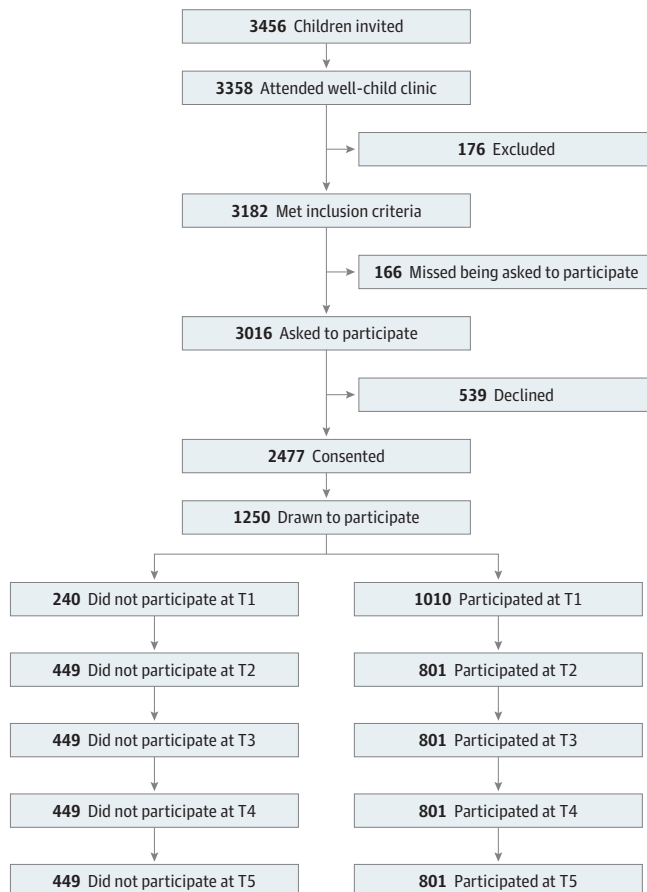 3456 Children invited
3358 Attended well-child clinic
176 Excluded
3182 Met inclusion criteria
166 Missed being asked to participate
3016 Asked to participate
539 Declined
2477 Consented
1250 Drawn to participate
240 Did not participate at T1
1010 Participated at T1
449 Did not participate at T2
801 Participated at T2
449 Did not participate at T3
801 Participated at T3
449 Did not participate at T4
801 Participated at T4
449 Did not participate at T5
801 Participated at T5